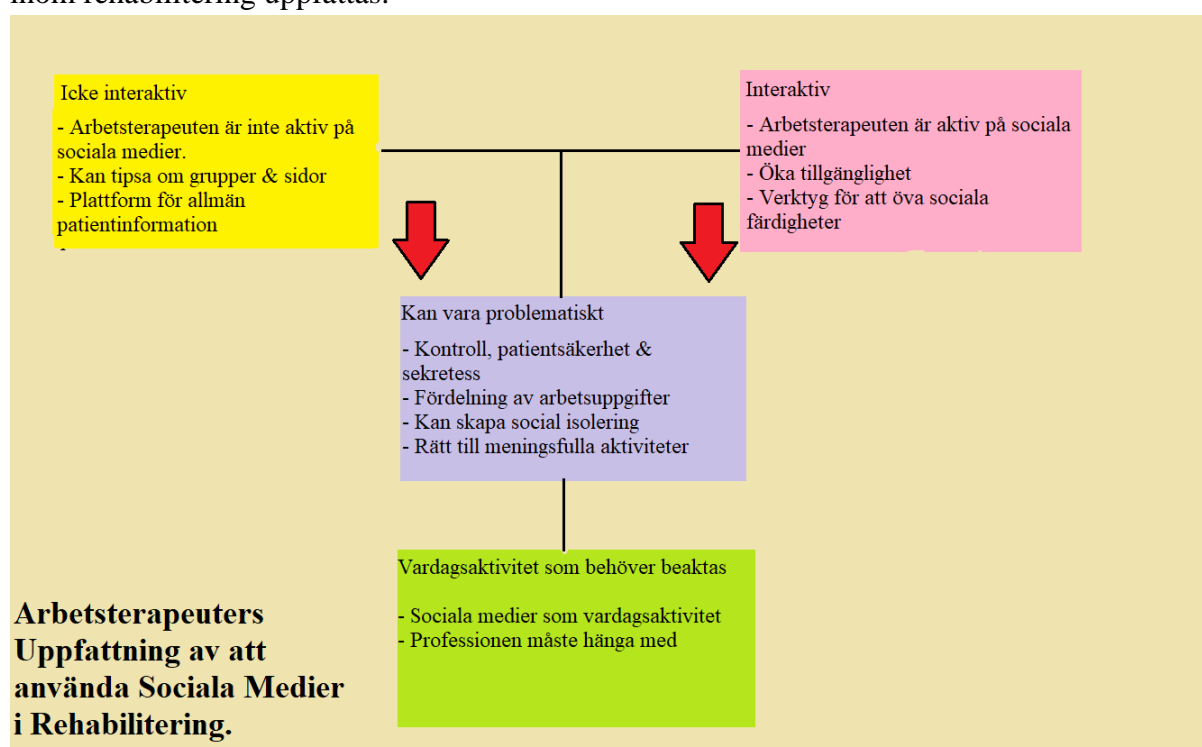 inom rehabilitering uppfattas.
Icke interaktiv
- Arbetsterapeuten är inte aktiv på
sociala medier.
- Kan tipsa om grupper & sidor
- Plattform för allmän
patientinformation
Interaktiv
- Arbetsterapeuten är aktiv på sociala
medier
- Öka tillgänglighet
- Verktyg för att öva sociala
färdigheter
Kan vara problematiskt
- Kontroll, patientsäkerhet &
sekretess
- Fördelning av arbetsuppgifter
- Kan skapa social isolering
- Rätt till meningsfulla aktiviteter
Vardagsaktivitet som behöver beaktas
- Sociala medier som vardagsaktivitet
- Professionen måste hänga med
Arbetsterapeuters
Uppfattning av att
använda Sociala Medier
i Rehabilitering.